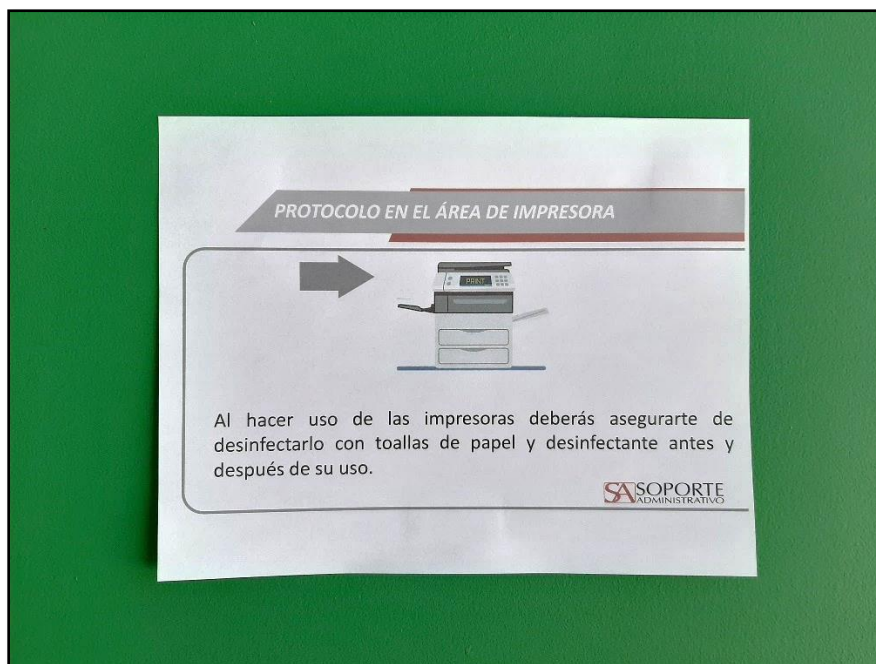 PROTOCOLO EN EL ÁREA DE IMPRESORA
PRINT
Al hacer uso de las impresoras deberás asegurarte de
desinfectarlo con toallas de papel y desinfectante antes y
después de su uso.
SA SOPORTE
ADMINISTRATIVO